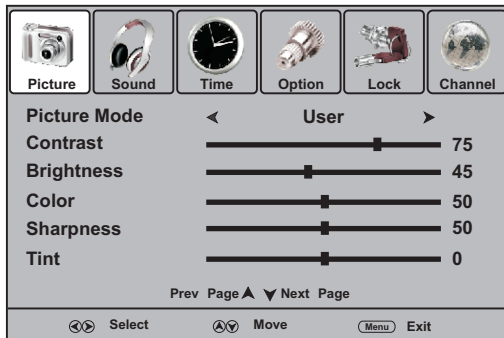 Picture Sound Time Option Lock Channel
Picture Mode User
Contrast 75
Brightness 45
Color 50
Sharpness 50
Tint 0
Prev Page Next Page
Select Move Menu Exit